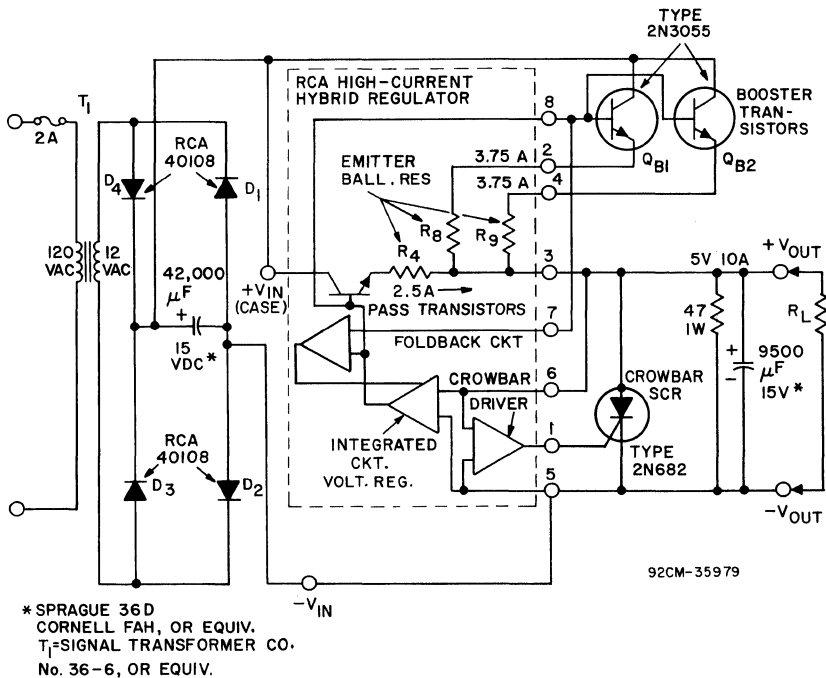 TYPE
2N3055
RCA HIGH-CURRENT
HYBRID REGULATOR
T1
2A
RCA
40108
D4
D1
8
BOOSTER
TRAN-
SISTORS
QB1
QB2
EMITTER
BALL. RES
3.75 A
2
3.75 A
4
R8
R9
R4
120
VAC
12
VAC
42,000
μF
+
15
VDC*
+VIN
(CASE)
2.5A
PASS TRANSISTORS
3
5V 10A
+VOUT
7
FOLDBACK CKT
47
1W
RL
+
-
9500
μF
15V*
CROWBAR
6
DRIVER
CROWBAR
SCR
INTEGRATED
CKT.
VOLT. REG.
1
TYPE
2N682
RCA
40108
D3
D2
5
-VOUT
-VIN
92CM-35979
* SPRAGUE 36D
CORNELL FAH, OR EQUIV.
T1=SIGNAL TRANSFORMER CO.
No. 36-6, OR EQUIV.